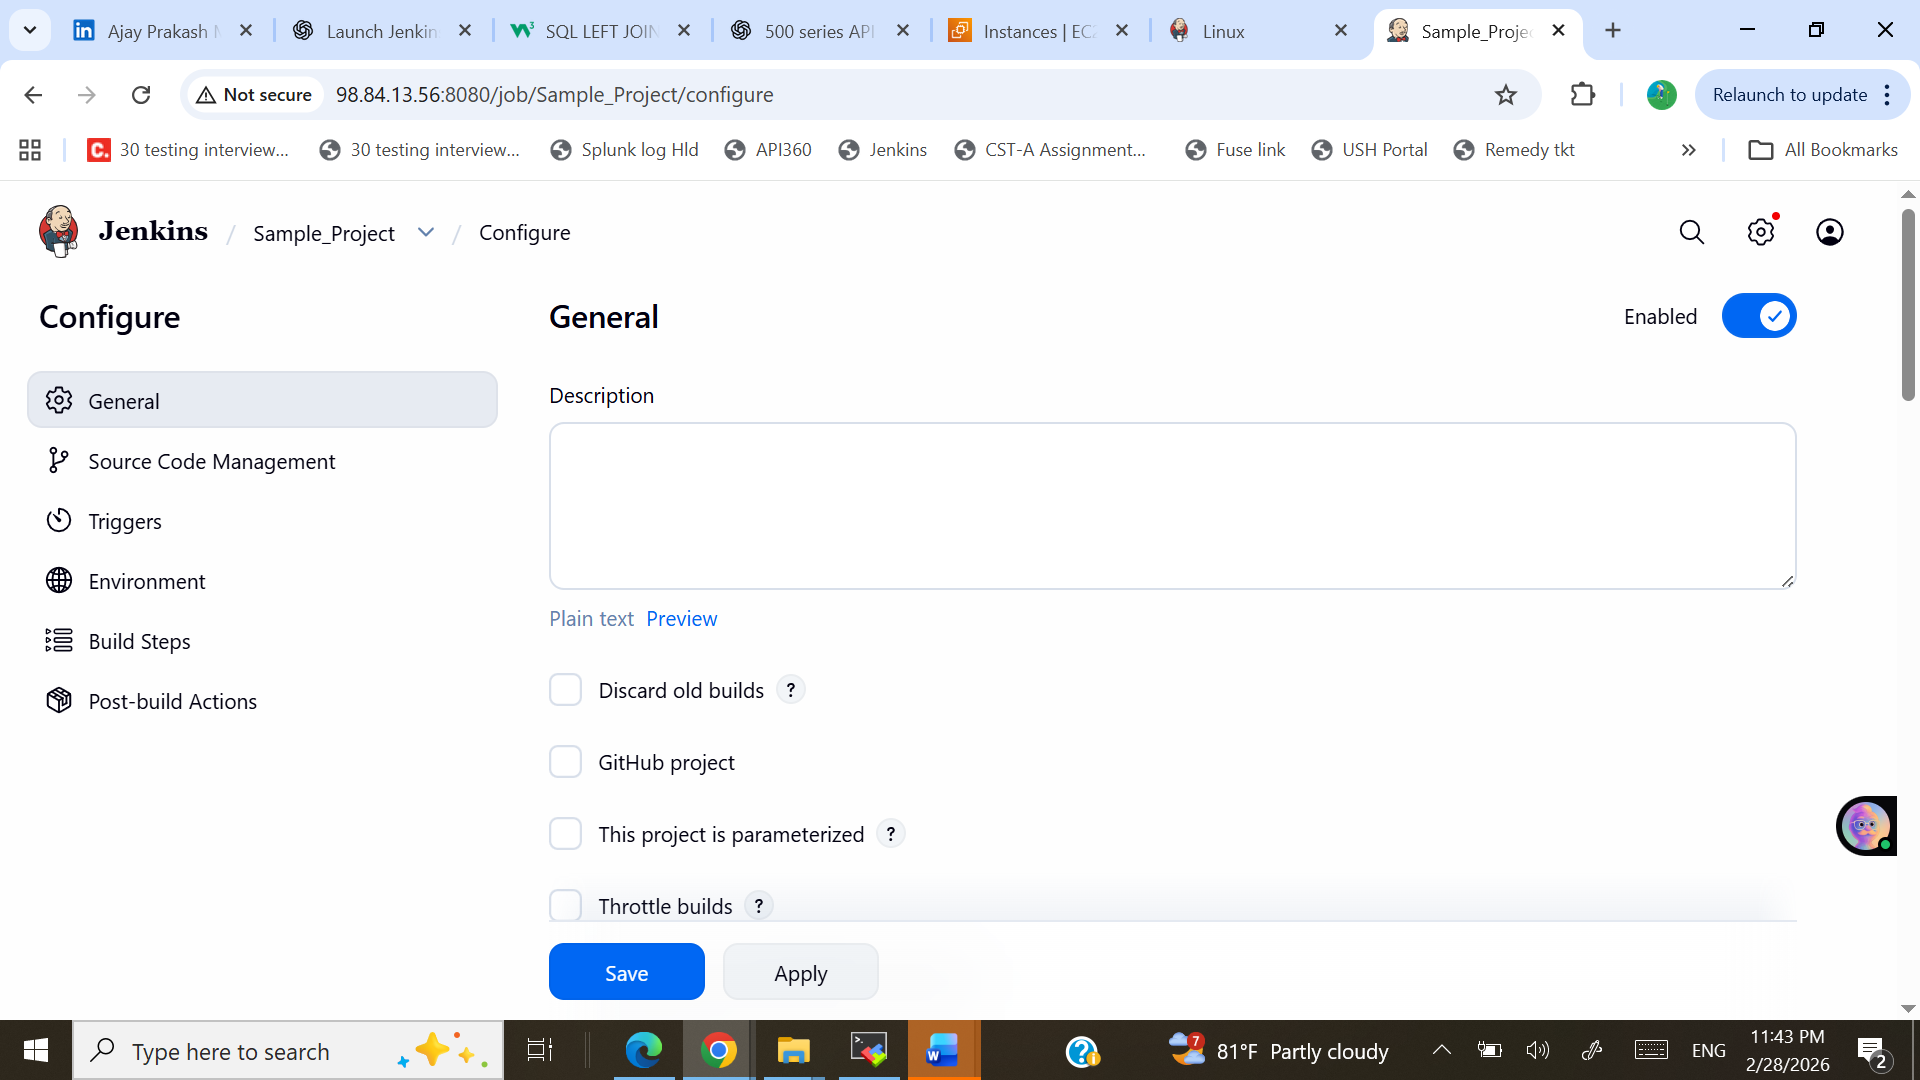 Ajay Prakash M
Launch Jenkin
SQL LEFT JOIN
500 series API
Instances | EC2
Linux
Sample_Projec
Not secure
98.84.13.56:8080/job/Sample_Project/configure
Relaunch to update
30 testing interview...
30 testing interview...
Splunk log Hld
API360
Jenkins
CST-A Assignment...
Fuse link
USH Portal
Remedy tkt
»
All Bookmarks
Jenkins / Sample_Project / Configure
Configure
General
Source Code Management
Triggers
Environment
Build Steps
Post-build Actions
General
Enabled
Description
Plain text Preview
Discard old builds ?
GitHub project
This project is parameterized ?
Throttle builds ?
Save
Apply
Type here to search
7
81°F Partly cloudy
ENG
11:43 PM
2/28/2026
2